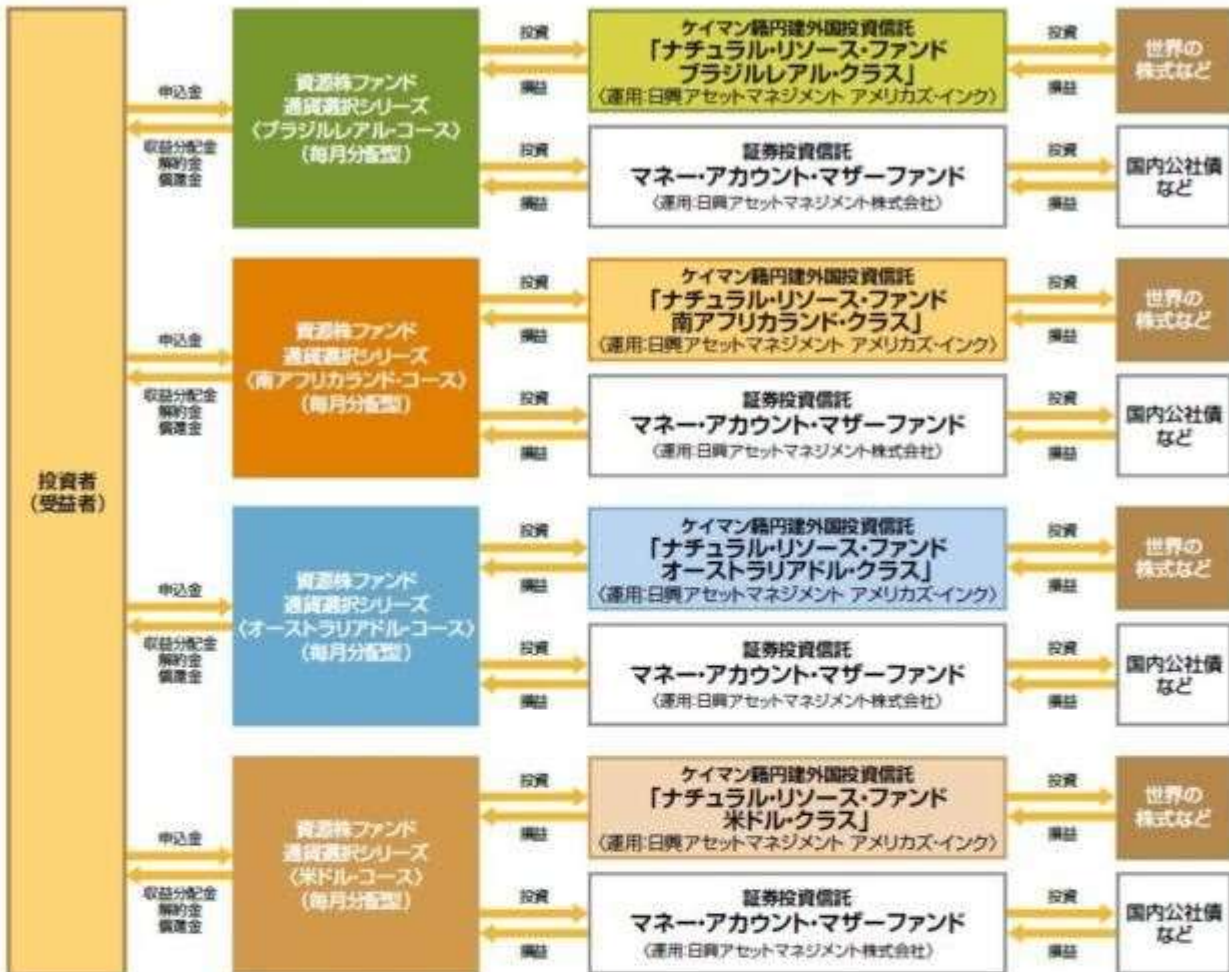 投資者
(受益者)
申込金
収益分配金
解約金
償還金
資源株ファンド
通貨選択シリーズ
〈ブラジルレアル・コース〉
(毎月分配型)
投資
損益
ケイマン籍円建外国投資信託
「ナチュラル・リソース・ファンド
ブラジルレアル・クラス」
〈運用:日興アセットマネジメント アメリカズ・インク〉
投資
損益
世界の
株式など
投資
損益
証券投資信託
マネー・アカウント・マザーファンド
〈運用:日興アセットマネジメント株式会社〉
投資
損益
国内公社債
など
申込金
収益分配金
解約金
償還金
資源株ファンド
通貨選択シリーズ
〈南アフリカランド・コース〉
(毎月分配型)
投資
損益
ケイマン籍円建外国投資信託
「ナチュラル・リソース・ファンド
南アフリカランド・クラス」
〈運用:日興アセットマネジメント アメリカズ・インク〉
投資
損益
世界の
株式など
投資
損益
証券投資信託
マネー・アカウント・マザーファンド
〈運用:日興アセットマネジメント株式会社〉
投資
損益
国内公社債
など
申込金
収益分配金
解約金
償還金
資源株ファンド
通貨選択シリーズ
〈オーストラリアドル・コース〉
(毎月分配型)
投資
損益
ケイマン籍円建外国投資信託
「ナチュラル・リソース・ファンド
オーストラリアドル・クラス」
〈運用:日興アセットマネジメント アメリカズ・インク〉
投資
損益
世界の
株式など
投資
損益
証券投資信託
マネー・アカウント・マザーファンド
〈運用:日興アセットマネジメント株式会社〉
投資
損益
国内公社債
など
申込金
収益分配金
解約金
償還金
資源株ファンド
通貨選択シリーズ
〈米ドル・コース〉
(毎月分配型)
投資
損益
ケイマン籍円建外国投資信託
「ナチュラル・リソース・ファンド
米ドル・クラス」
〈運用:日興アセットマネジメント アメリカズ・インク〉
投資
損益
世界の
株式など
投資
損益
証券投資信託
マネー・アカウント・マザーファンド
〈運用:日興アセットマネジメント株式会社〉
投資
損益
国内公社債
など